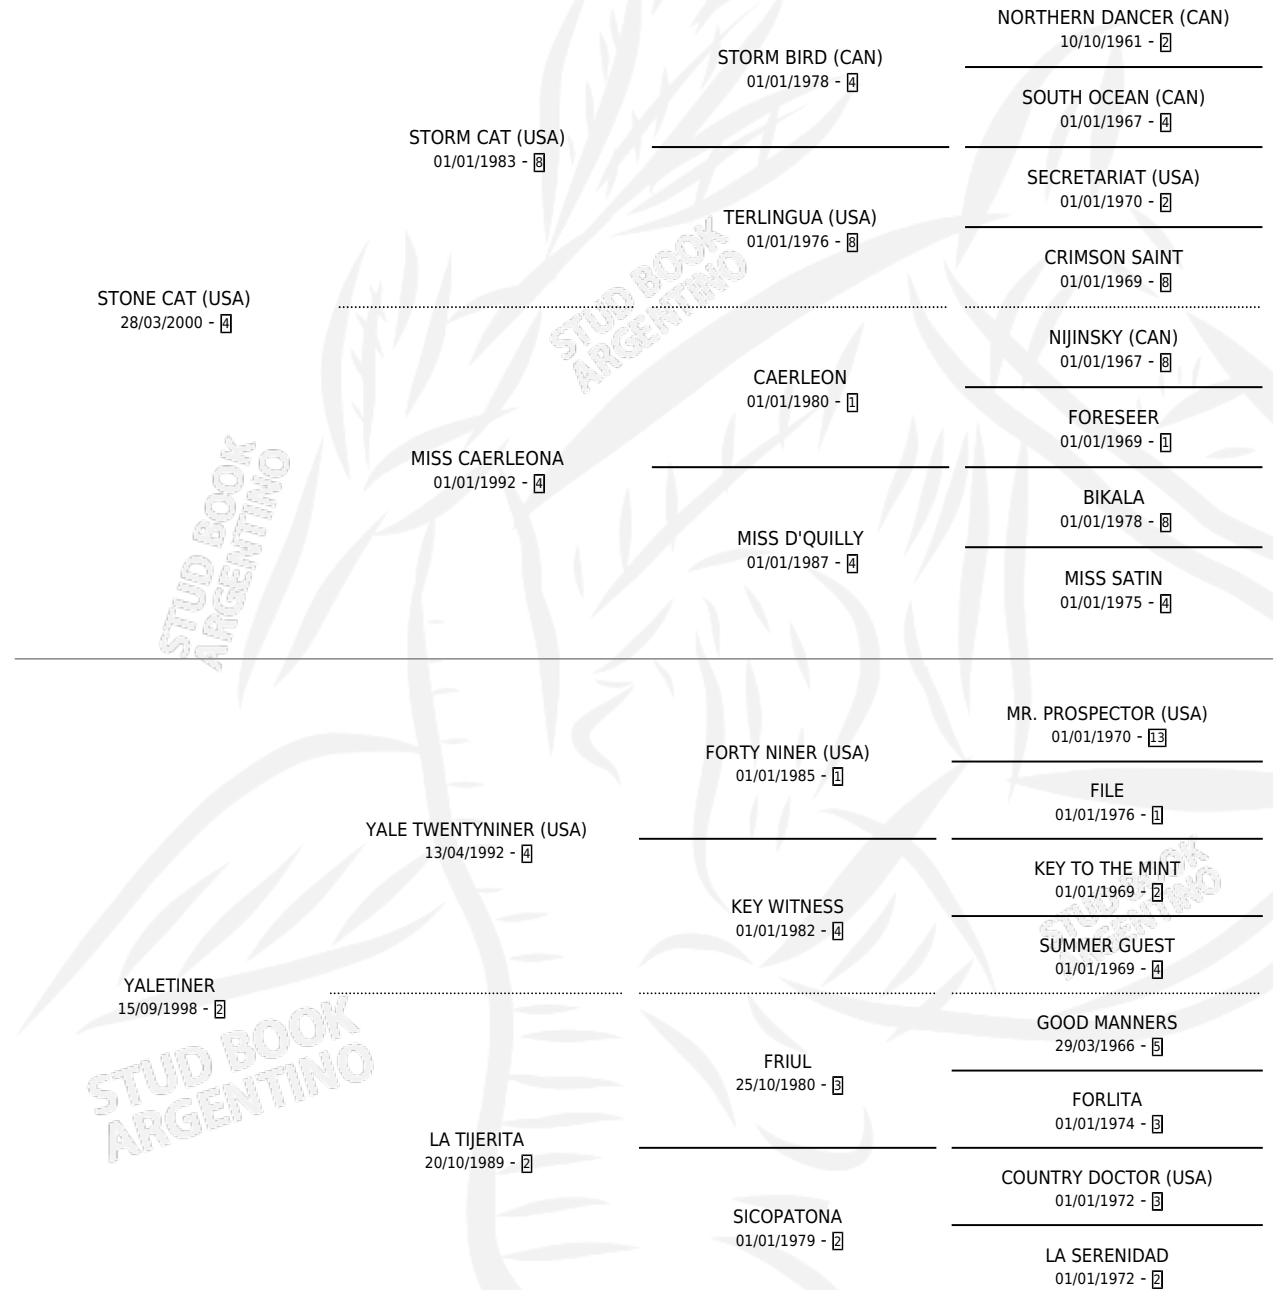 NORTHERN DANCER (CAN)
10/10/1961 - 2
STORM BIRD (CAN)
01/01/1978 - 4
SOUTH OCEAN (CAN)
01/01/1967 - 4
STORM CAT (USA)
01/01/1983 - 8
SECRETARIAT (USA)
01/01/1970 - 2
TERLINGUA (USA)
01/01/1976 - 8
CRIMSON SAINT
01/01/1969 - 8
STONE CAT (USA)
28/03/2000 - 4
STUD BOOK
ARGENTINO
NIJINSKY (CAN)
01/01/1967 - 8
CAERLEON
01/01/1980 - 1
FORESEER
01/01/1969 - 1
MISS CAERLEONA
01/01/1992 - 4
BIKALA
01/01/1978 - 8
MISS D'QUILLY
01/01/1987 - 4
MISS SATIN
01/01/1975 - 4
STUD BOOK
ARGENTINO
MR. PROSPECTOR (USA)
01/01/1970 - 13
FORTY NINER (USA)
01/01/1985 - 1
FILE
01/01/1976 - 1
YALE TWENTYNINER (USA)
13/04/1992 - 4
KEY TO THE MINT
01/01/1969 - 2
KEY WITNESS
01/01/1982 - 4
SUMMER GUEST
01/01/1969 - 4
STUD BOOK
ARGENTINO
YALETINER
15/09/1998 - 2
STUD BOOK
ARGENTINO
GOOD MANNERS
29/03/1966 - 5
FRIUL
25/10/1980 - 3
FORLITA
01/01/1974 - 3
LA TIJERITA
20/10/1989 - 2
COUNTRY DOCTOR (USA)
01/01/1972 - 3
SICOPATONA
01/01/1979 - 2
LA SERENIDAD
01/01/1972 - 2